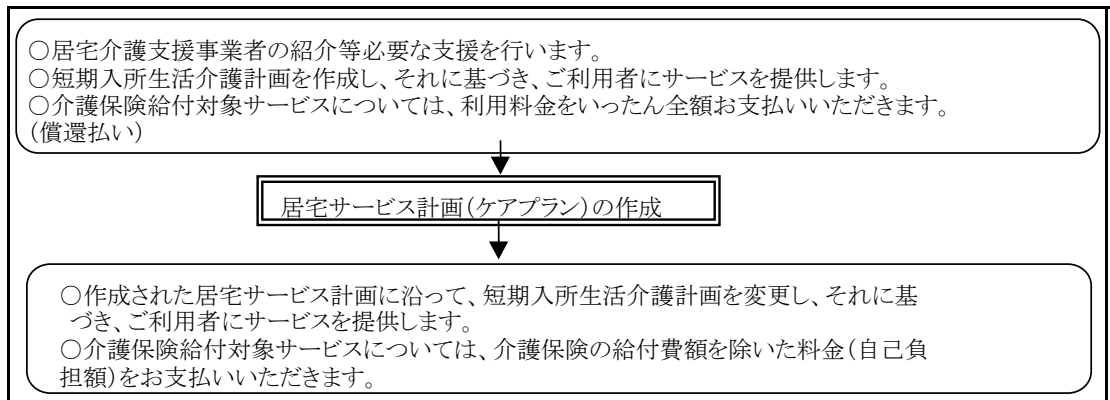 ○居宅介護支援事業者の紹介等必要な支援を行います。
○短期入所生活介護計画を作成し、それに基づき、ご利用者にサービスを提供します。
○介護保険給付対象サービスについては、利用料金をいったん全額お支払いいただきます。
(償還払い)
居宅サービス計画(ケアプラン)の作成
○作成された居宅サービス計画に沿って、短期入所生活介護計画を変更し、それに基
づき、ご利用者にサービスを提供します。
○介護保険給付対象サービスについては、介護保険の給付費額を除いた料金(自己負
担額)をお支払いいただきます。